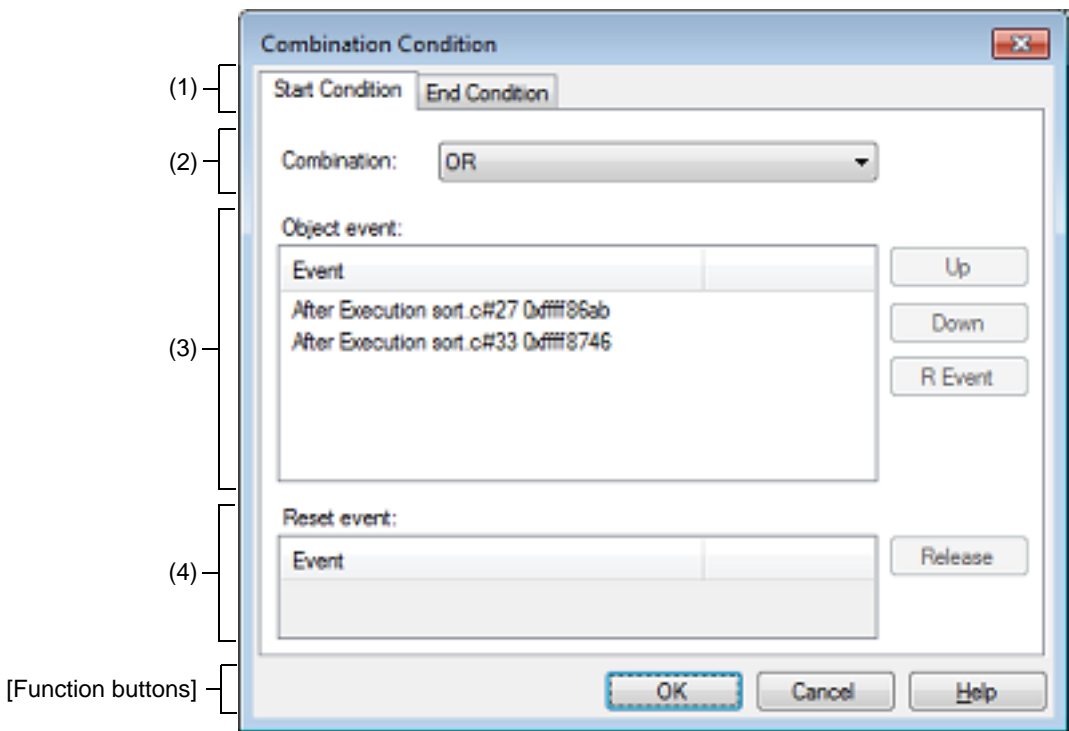 Combination Condition
(1)
Start Condition
End Condition
(2)
Combination:
OR
(3)
Object event:
Event
After Execution sort.c#27 0xffff86ab
After Execution sort.c#33 0xffff8746
Up
Down
R Event
(4)
Reset event:
Event
Release
[Function buttons]
OK
Cancel
Help